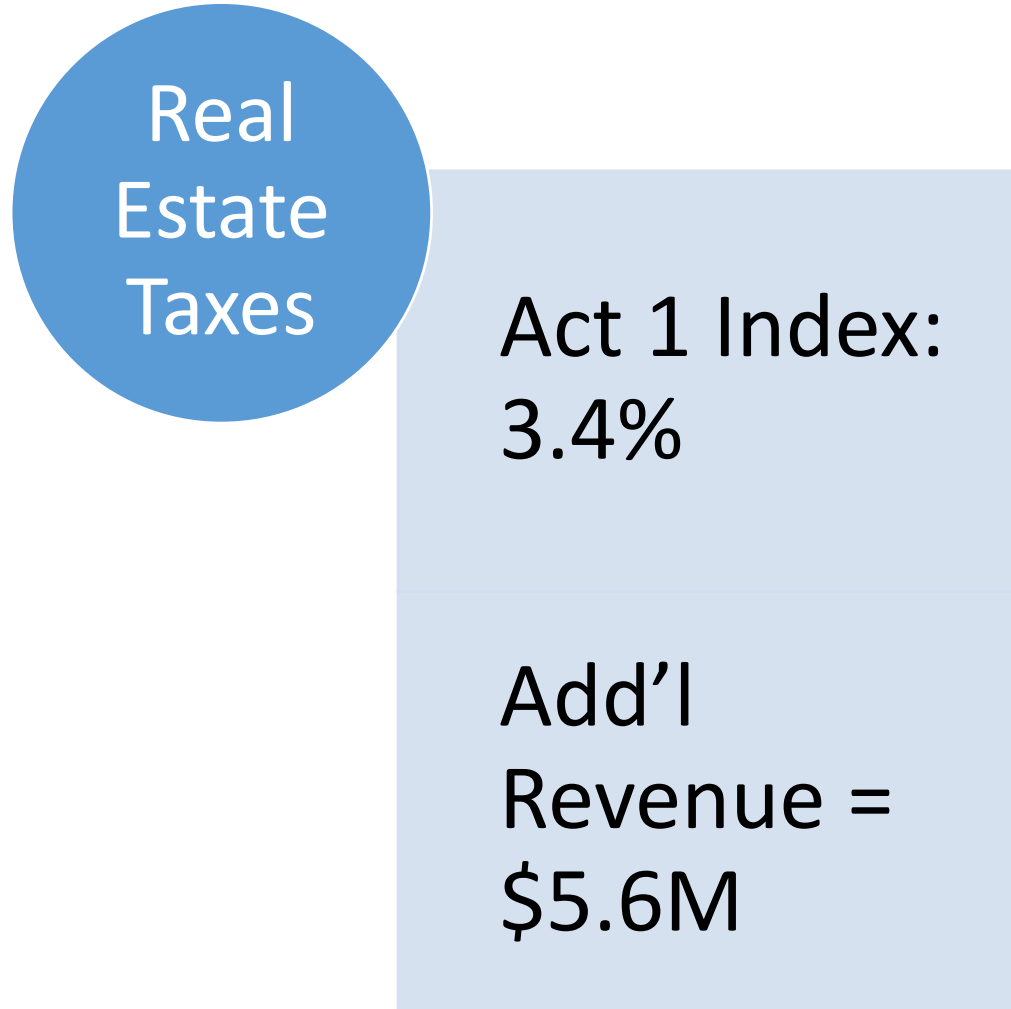 Real
Estate
Taxes
Act 1 Index:
3.4%
Add’l
Revenue =
$5.6M